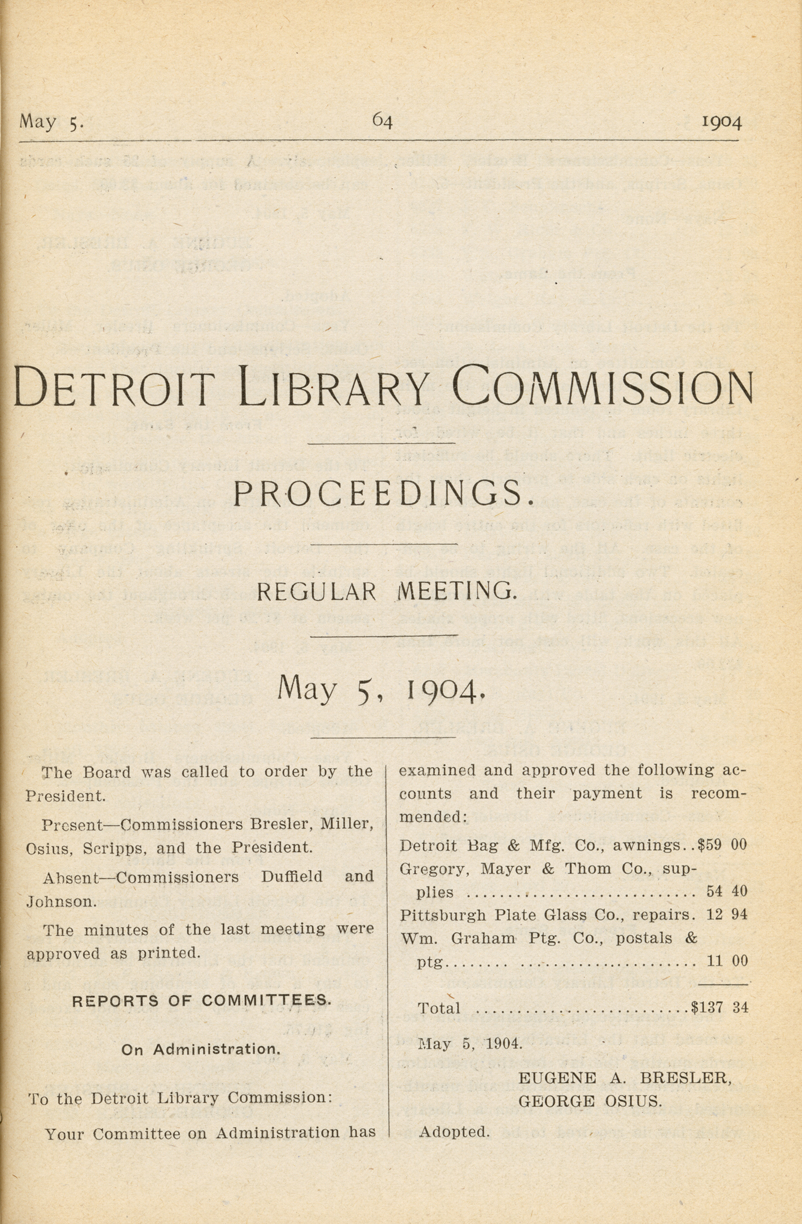 May 5. 64 1904
DETROIT LIBRARY COMMISSION
PROCEEDINGS.
REGULAR MEETING.
May 5, 1904.
The Board was called to order by the
President.
Present—Commissioners Bresler, Miller,
Osius, Scripps, and the President.
Absent—Commissioners Duffield and
Johnson.
The minutes of the last meeting were
approved as printed.
REPORTS OF COMMITTEES.
On Administration.
To the Detroit Library Commission:
Your Committee on Administration has
examined and approved the following ac-
counts and their payment is recom-
mended:
Detroit Bag & Mfg. Co., awnings..$59 00
Gregory, Mayer & Thom Co., sup-
plies ............................ 54 40
Pittsburgh Plate Glass Co., repairs. 12 94
Wm. Graham Ptg. Co., postals &
ptg........ ...................... 11 00
Total ..........................$137 34
May 5, 1904.
EUGENE A. BRESLER,
GEORGE OSIUS.
Adopted.